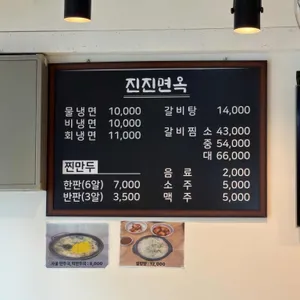 진진면옥
물냉면 10,000
비냉면 10,000
회냉면 11,000
찐만두
한판(6알) 7,000
반판(3알) 3,500
갈비탕 14,000
갈비찜 소 43,000
중 54,000
대 66,000
음료 2,000
소주 5,000
맥주 5,000